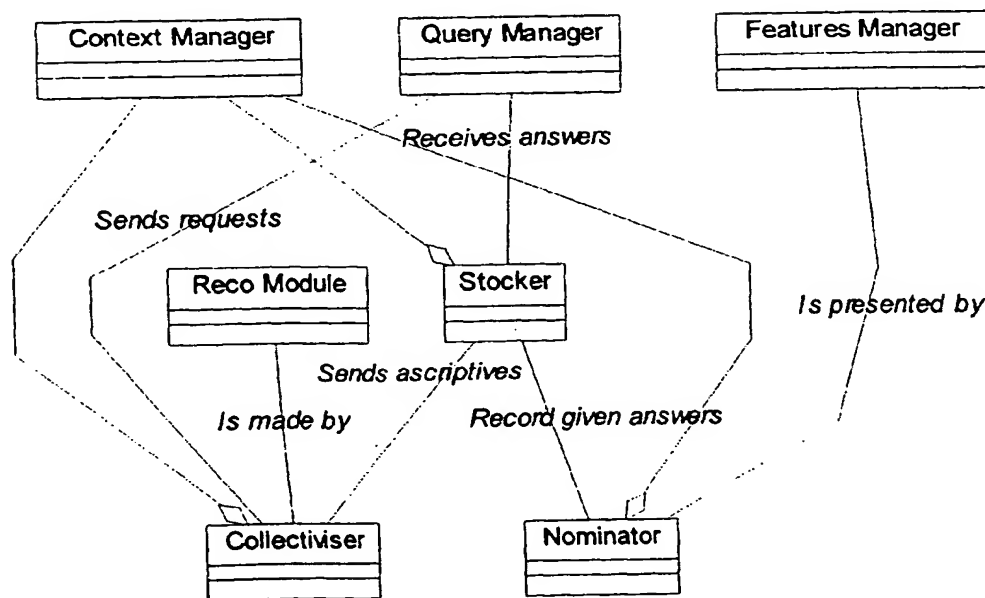 Context Manager
Query Manager
Features Manager
Receives answers
Sends requests
Reco Module
Stocker
Is presented by
Sends ascriptives
Is made by
Record given answers
Collectiviser
Nominator